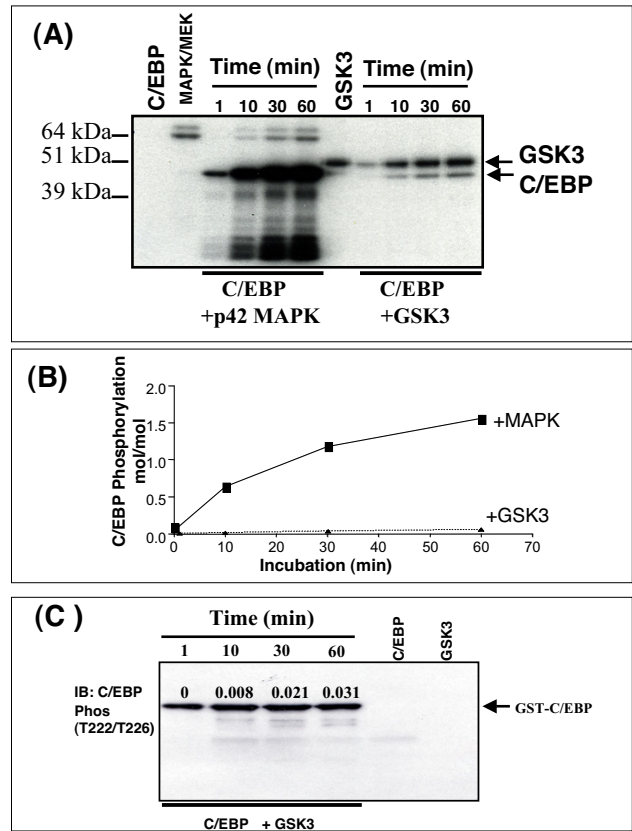 (A)
C/EBP
MAPK/MEK
Time (min)
1 10 30 60
GSK3
Time (min)
1 10 30 60
64 kDa
51 kDa
39 kDa
GSK3
C/EBP
C/EBP
+p42 MAPK
C/EBP
+GSK3
(B)
C/EBP Phosphorylation
mol/mol
2.0
1.5
1.0
0.5
0.0
0 10 20 30 40 50 60 70
Incubation (min)
+MAPK
+GSK3
(C )
Time (min)
1 10 30 60
C/EBP
GSK3
IB: C/EBP
Phos
(T222/T226)
0 0.008 0.021 0.031
GST-C/EBP
C/EBP + GSK3